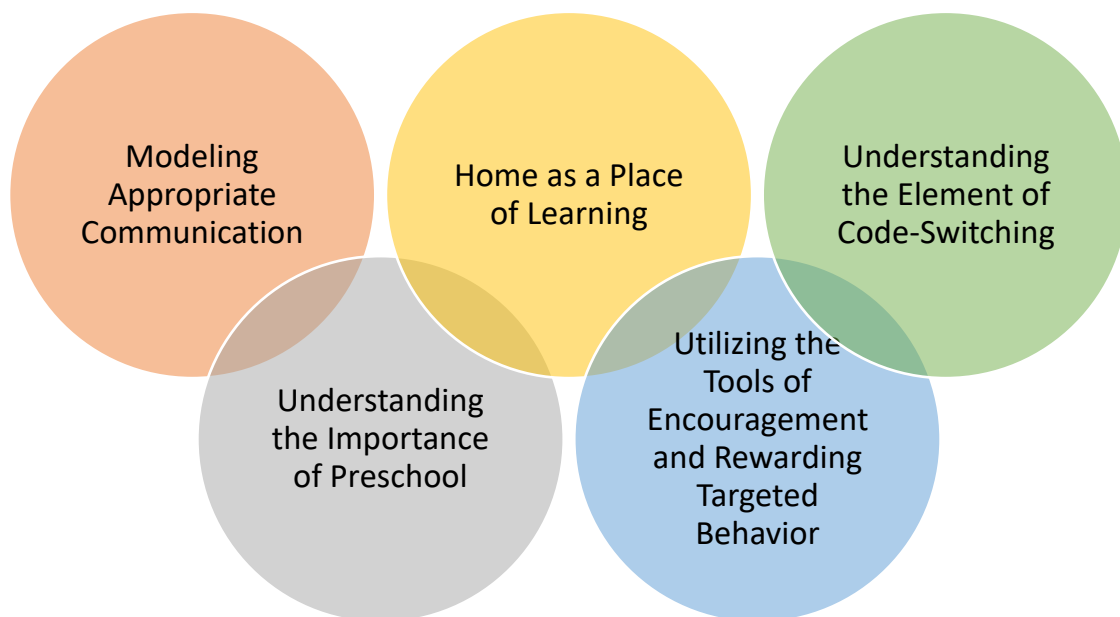 Modeling
Appropriate
Communication
Home as a Place
of Learning
Understanding
the Element of
Code-Switching
Understanding
the Importance
of Preschool
Utilizing the
Tools of
Encouragement
and Rewarding
Targeted
Behavior